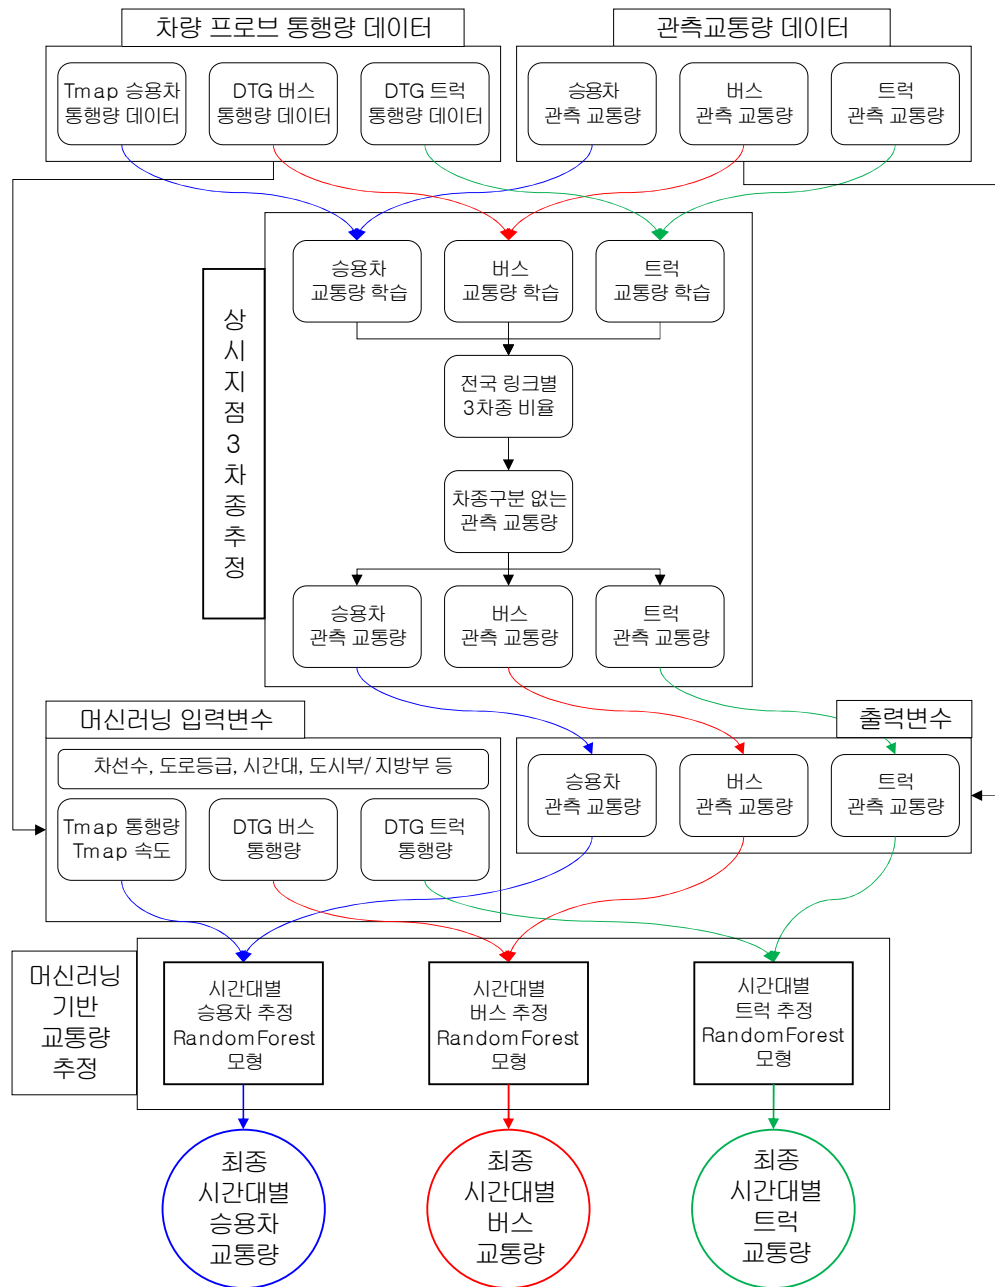 차량 프로브 통행량 데이터
관측교통량 데이터
Tmap 승용차
통행량 데이터
DTG 버스
통행량 데이터
DTG 트럭
통행량 데이터
승용차
관측 교통량
버스
관측 교통량
트럭
관측 교통량
상
시
지
점
3
차
종
추
정
승용차
교통량 학습
버스
교통량 학습
트럭
교통량 학습
전국 링크별
3차종 비율
차종구분 없는
관측 교통량
승용차
관측 교통량
버스
관측 교통량
트럭
관측 교통량
머신러닝 입력변수
출력변수
차선수, 도로등급, 시간대, 도시부/지방부 등
Tmap 통행량
Tmap 속도
DTG 버스
통행량
DTG 트럭
통행량
승용차
관측 교통량
버스
관측 교통량
트럭
관측 교통량
머신러닝
기반
교통량
추정
시간대별
승용차 추정
RandomForest
모형
시간대별
버스 추정
RandomForest
모형
시간대별
트럭 추정
RandomForest
모형
최종
시간대별
승용차
교통량
최종
시간대별
버스
교통량
최종
시간대별
트럭
교통량